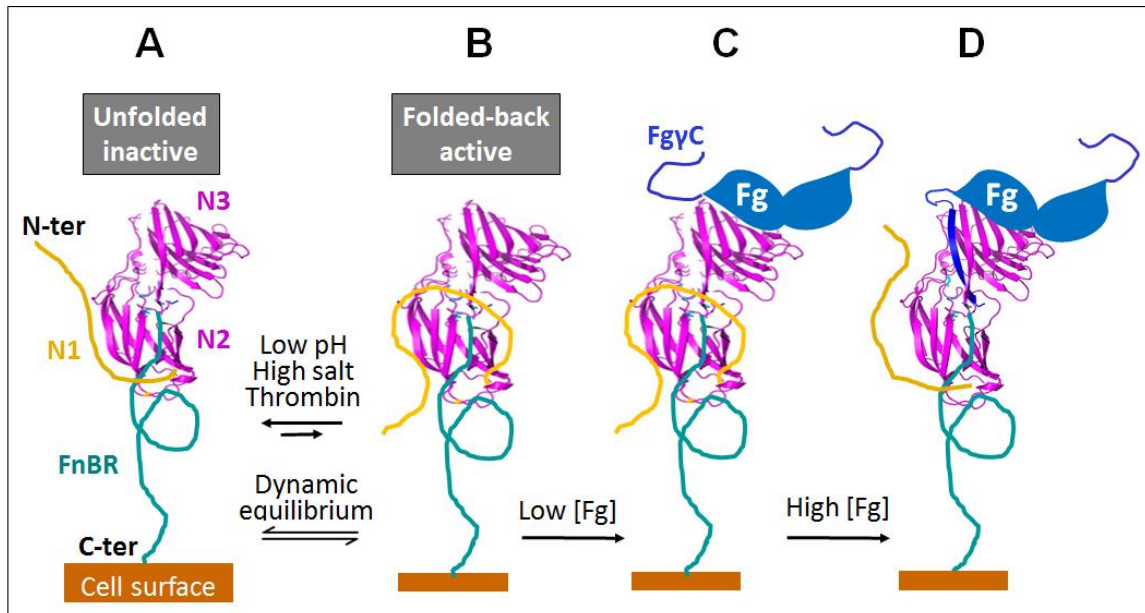 A
B
C
D
Unfolded
inactive
Folded-back
active
FgγC
Fg
Fg
N3
N-ter
N1
N2
Low pH
High salt
Thrombin
FnBR
Dynamic
equilibrium
Low [Fg]
High [Fg]
C-ter
Cell surface